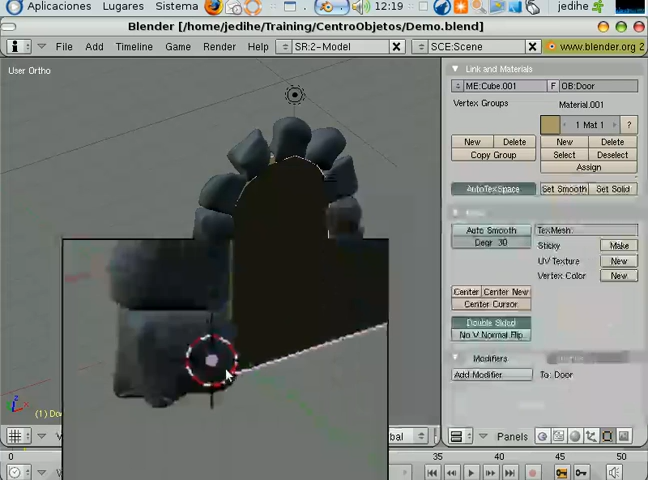 Aplicaciones Lugares Sistema 12:19 jedihe
Blender [/home/jedihe/Training/CentroObjetos/Demo.blend]
File Add Timeline Game Render Help SR:2-Model SCE:Scene www.blender.org 2
User Ortho
Link and Materials
ME:Cube.001 F OB:Door
Vertex Groups Material.001
1 Mat 1 ?
New Delete New Delete
Copy Group Select Deselect
Assign
AutoTexSpace Set Smooth Set Solid
Auto Smooth TexMesh:
Degr: 30 Sticky Make
UV Texture New
Vertex Color New
Center Center New
Center Cursor
Double Sided
No V.Normal Flip
Modifiers
Add Modifier To: Door
(1) Do
bal Panels
0 35 40 45 50